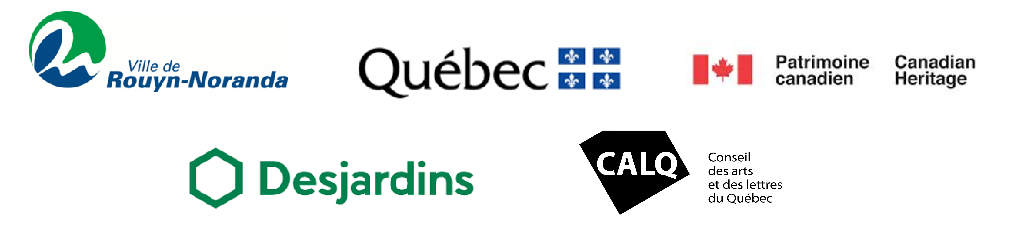 Ville de
Rouyn-Noranda
Québec
Patrimoine
canadien
Canadian
Heritage
Desjardins
CALQ
Conseil
des arts
et des lettres
du Québec